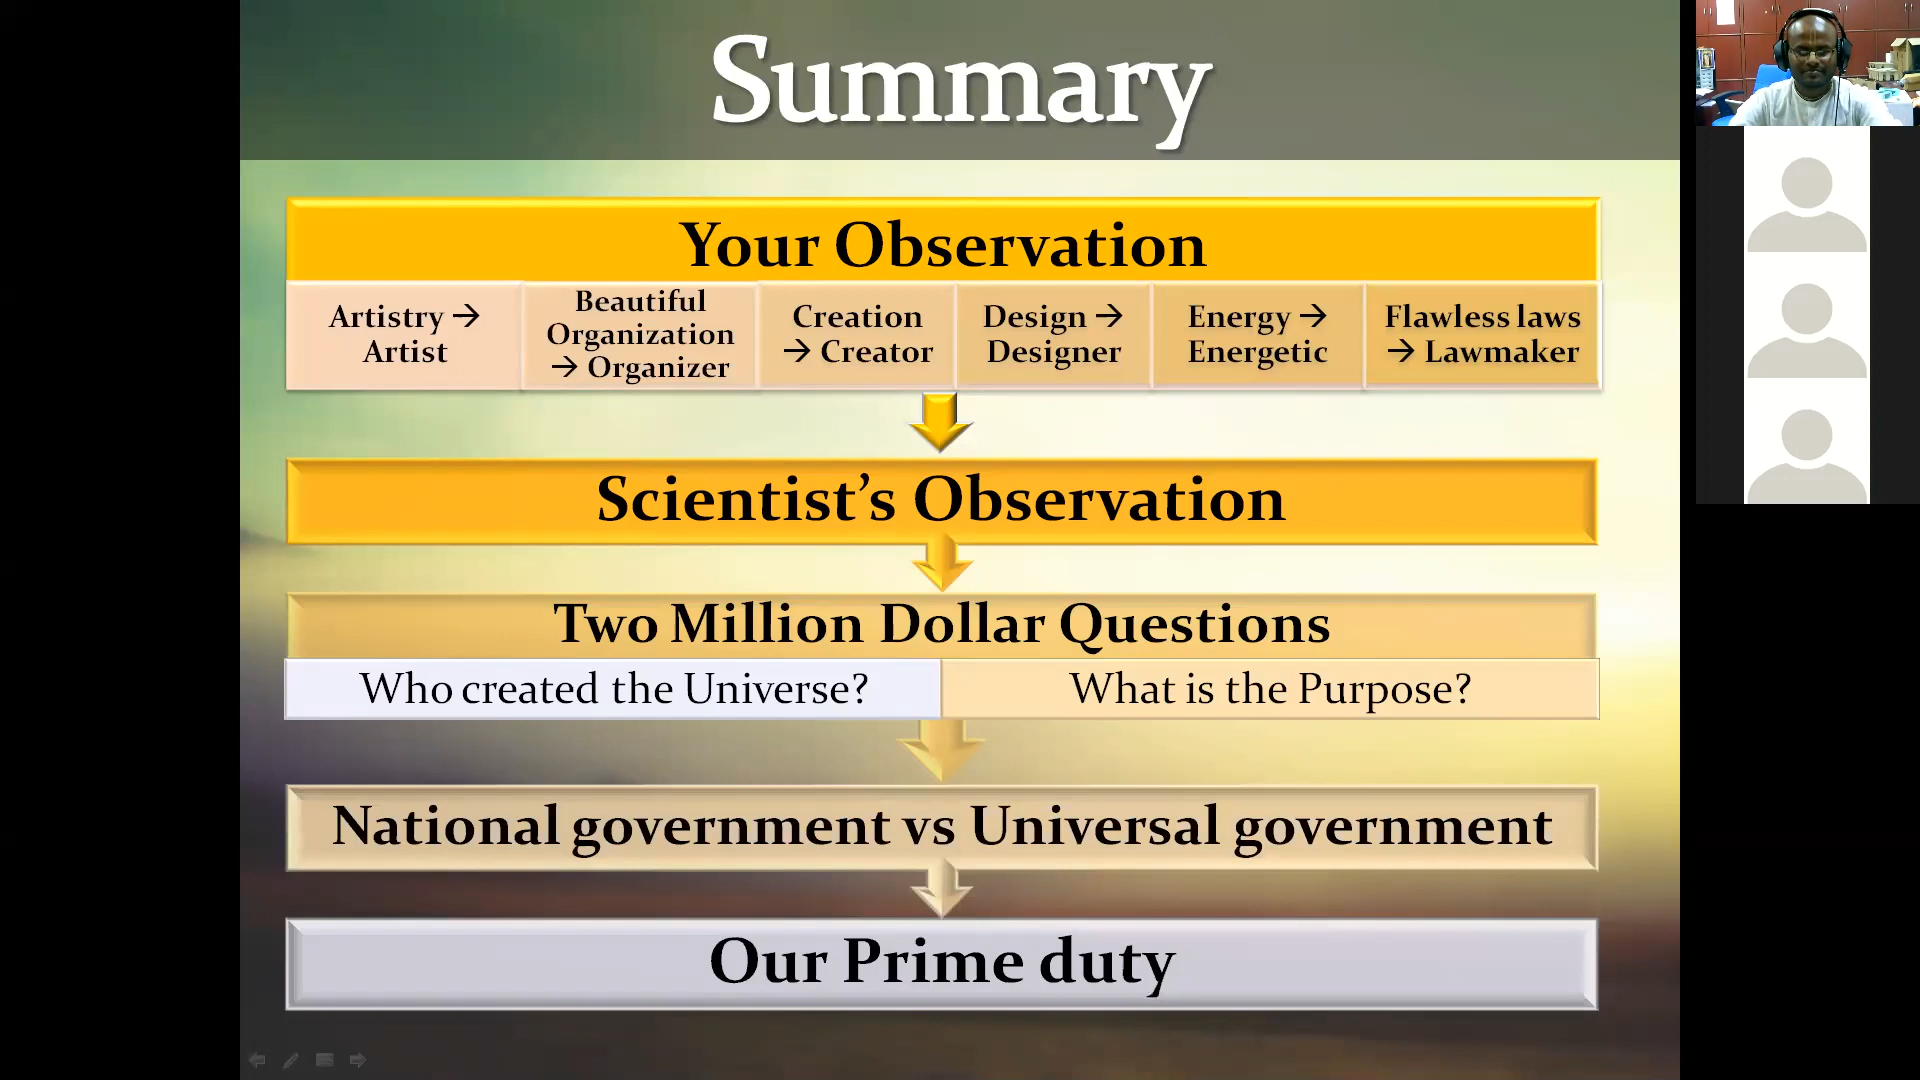 Summary
Your Observation
Artistry →
Artist
Beautiful
Organization
→ Organizer
Creation
→ Creator
Design →
Designer
Energy →
Energetic
Flawless laws
→ Lawmaker
Scientist’s Observation
Two Million Dollar Questions
Who created the Universe?
What is the Purpose?
National government vs Universal government
Our Prime duty